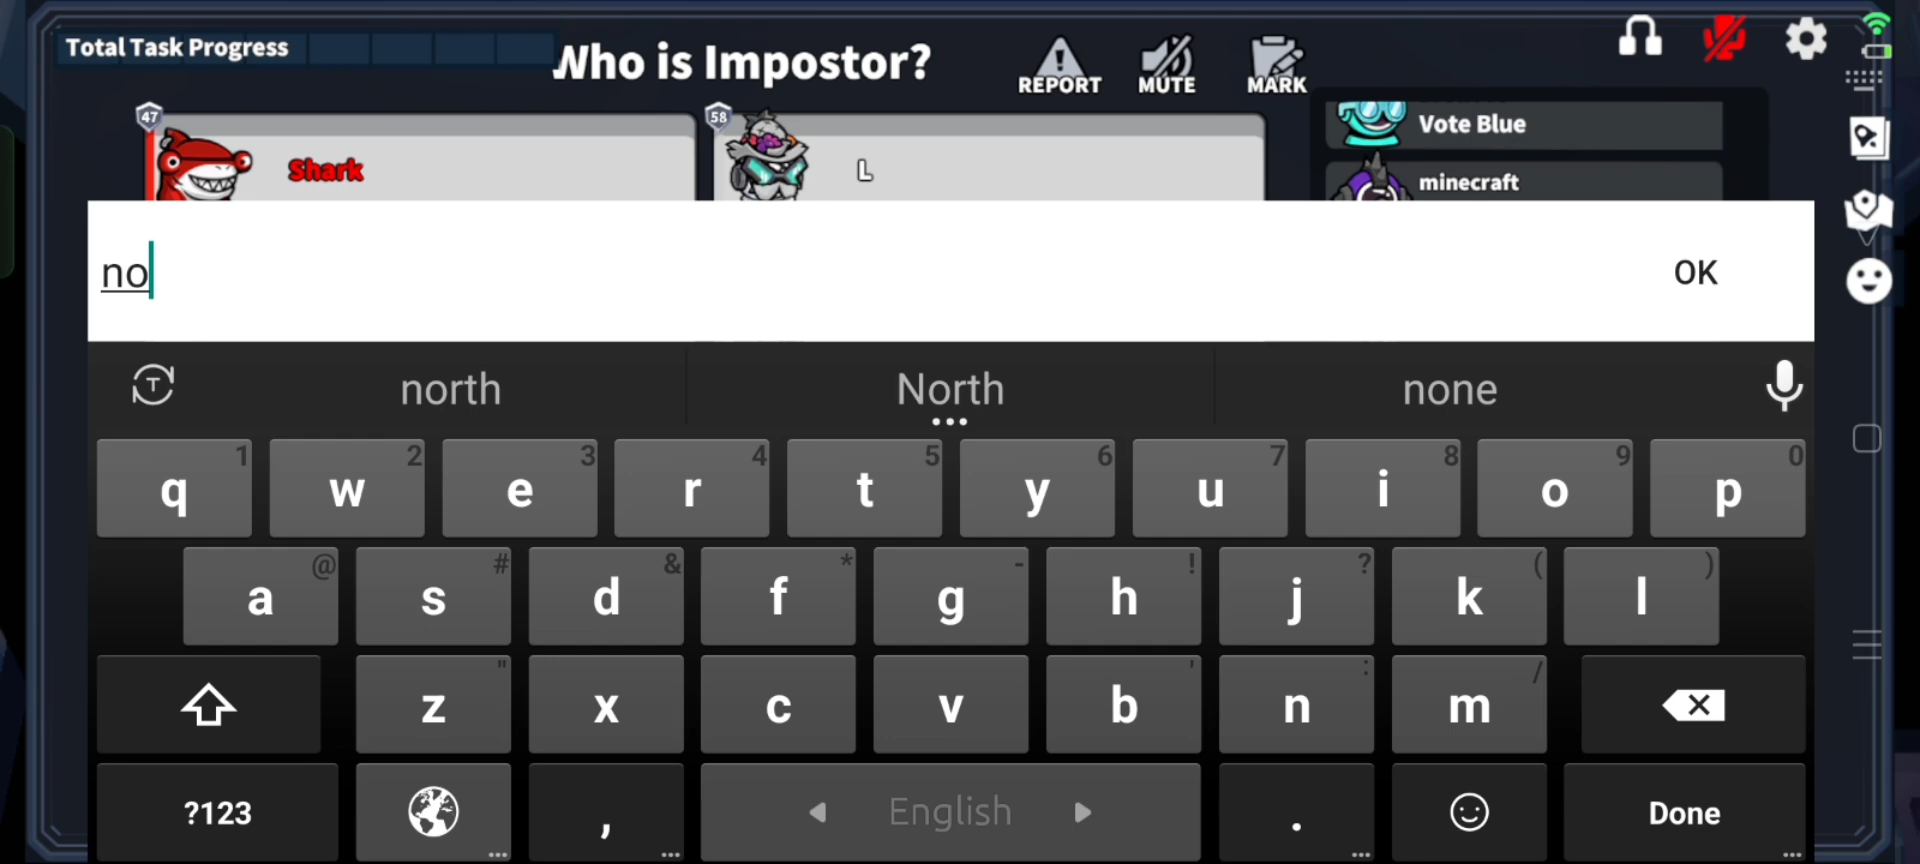 Total Task Progress
Who is Impostor?
REPORT
MUTE
MARK
47
Shark
58
L
Vote Blue
minecraft
no
OK
T
north
North
none
q 1 w 2 e 3 r 4 t 5 y 6 u 7 i 8 o 9 p 0
a @ s # d & f * g - h ! j ? k ( l )
z " x c v b ' n : m /
?123 , English . Done